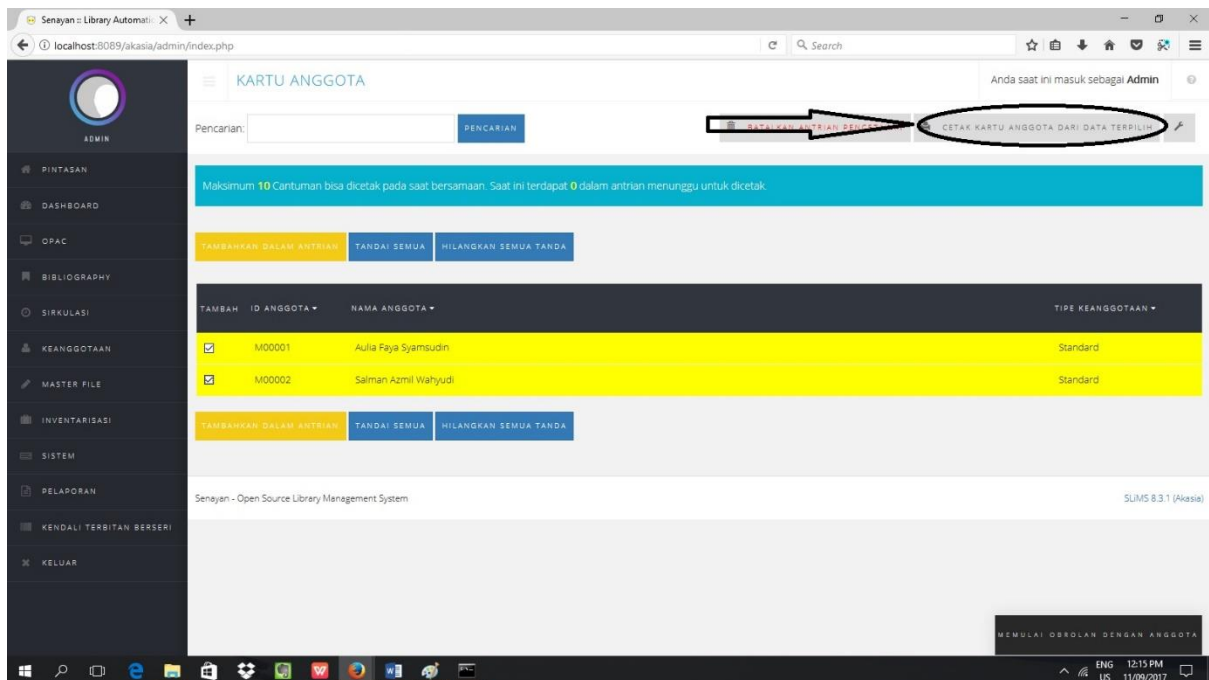 Senayan :: Library Automatic
localhost:8089/akasia/admin/index.php
Search
ADMIN
KARTU ANGGOTA
Anda saat ini masuk sebagai Admin
Pencarian:
PENCARIAN
BATALKAN ANTRIAN
CETAK KARTU ANGGOTA DARI DATA TERPILIH
Maksimum 10 Cantuman bisa dicetak pada saat bersamaan. Saat ini terdapat 0 dalam antrian menunggu untuk dicetak.
TAMBAHKAN DALAM ANTRIAN
TANDAI SEMUA
HILANGKAN SEMUA TANDA
TAMBAH ID ANGGOTA NAMA ANGGOTA TIPE KEANGGOTAAN
M00001 Aulia Faya Syamsudin Standard
M00002 Salman Azmil Wahyudi Standard
TAMBAHKAN DALAM ANTRIAN
TANDAI SEMUA
HILANGKAN SEMUA TANDA
Senayan - Open Source Library Management System
SLiMS 8.3.1 (Akasia)
PINTASAN
DASHBOARD
OPAC
BIBLIOGRAPHY
SIRKULASI
KEANGGOTAAN
MASTER FILE
INVENTARISASI
SISTEM
PELAPORAN
KENDALI TERBITAN BERSERI
KELUAR
MEMULAI OBROLAN DENGAN ANGGOTA
ENG
US
12:15 PM
11/09/2017